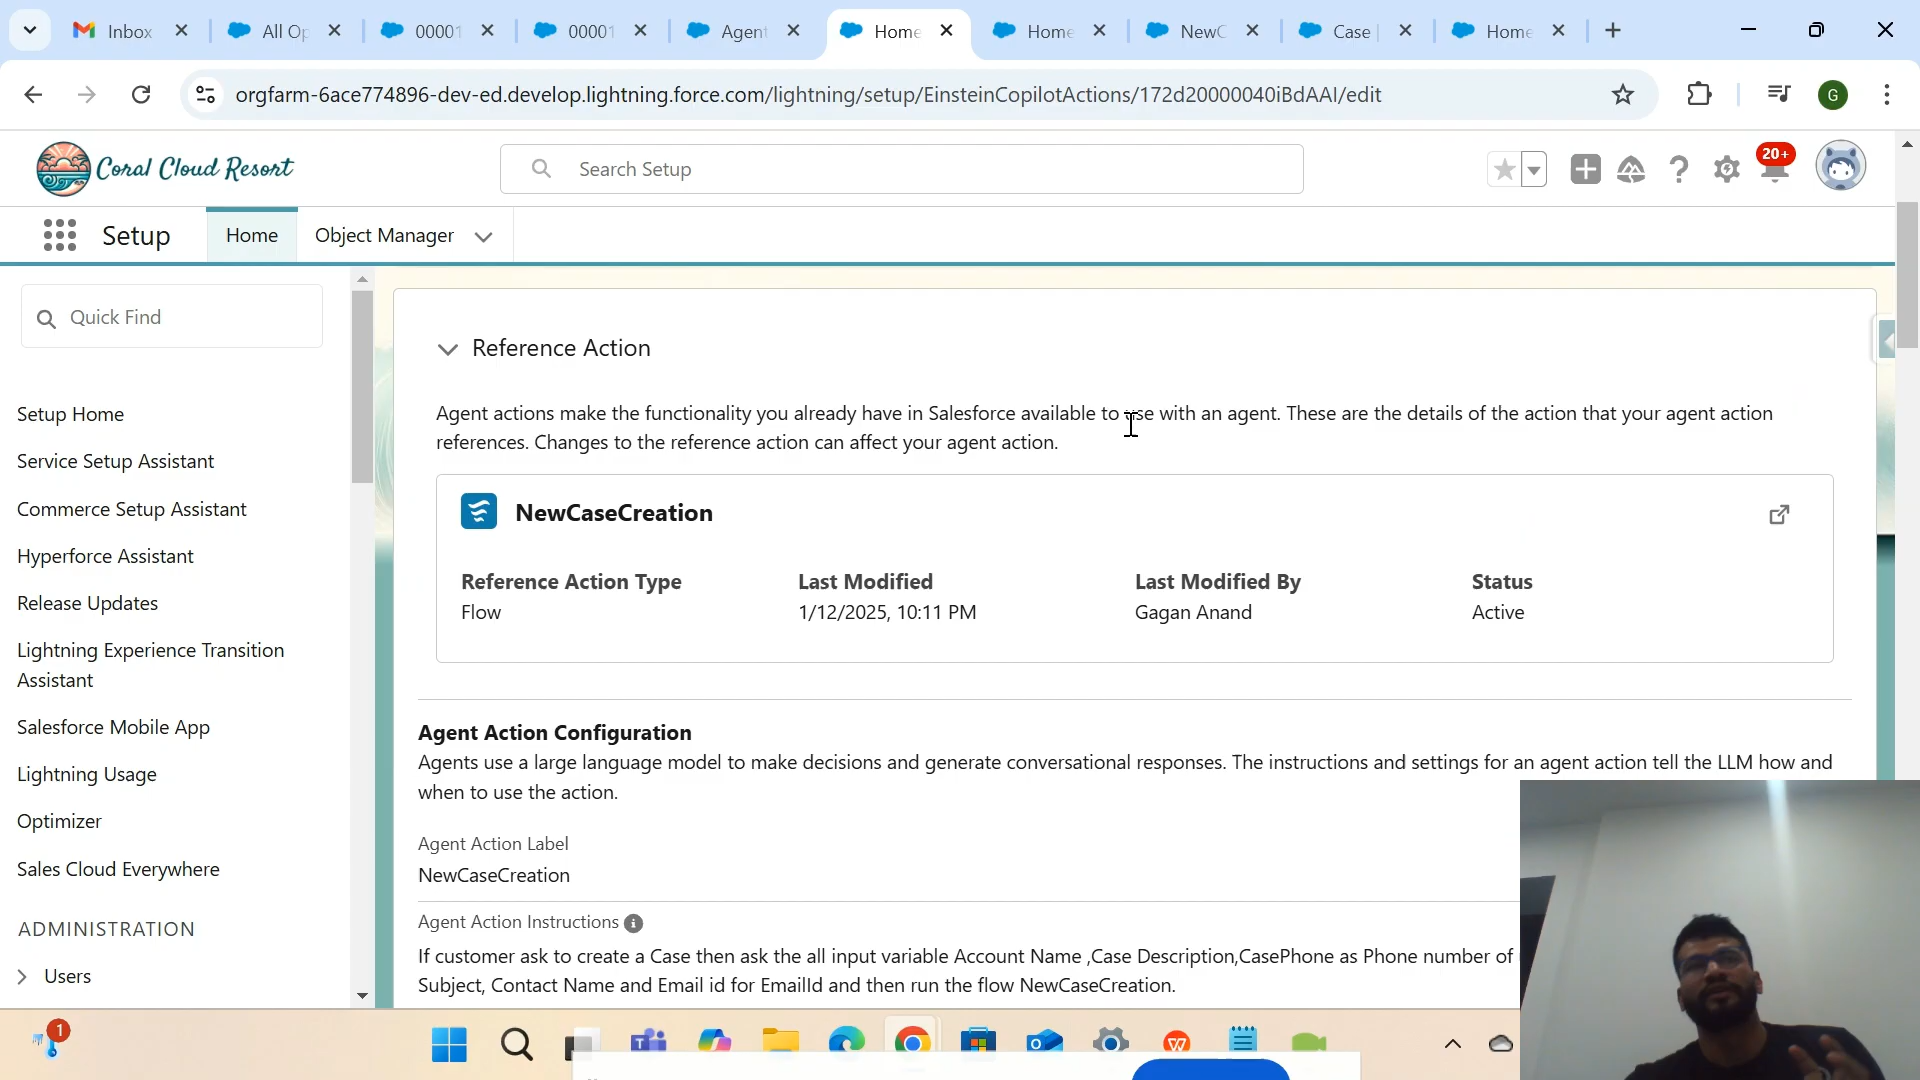 Inbox
All Op
00001
00001
Agent
Home
Home
NewC
Case |
Home
orgfarm-6ace774896-dev-ed.develop.lightning.force.com/lightning/setup/EinsteinCopilotActions/172d20000040iBdAAI/edit
G
Coral Cloud Resort
Search Setup
20+
Setup
Home
Object Manager
Quick Find
Setup Home
Service Setup Assistant
Commerce Setup Assistant
Hyperforce Assistant
Release Updates
Lightning Experience Transition
Assistant
Salesforce Mobile App
Lightning Usage
Optimizer
Sales Cloud Everywhere
ADMINISTRATION
Users
Reference Action
Agent actions make the functionality you already have in Salesforce available to use with an agent. These are the details of the action that your agent action
references. Changes to the reference action can affect your agent action.
NewCaseCreation
Reference Action Type
Flow
Last Modified
1/12/2025, 10:11 PM
Last Modified By
Gagan Anand
Status
Active
Agent Action Configuration
Agents use a large language model to make decisions and generate conversational responses. The instructions and settings for an agent action tell the LLM how and
when to use the action.
Agent Action Label
NewCaseCreation
Agent Action Instructions
If customer ask to create a Case then ask the all input variable Account Name ,Case Description,CasePhone as Phone number of
Subject, Contact Name and Email id for EmailId and then run the flow NewCaseCreation.
1